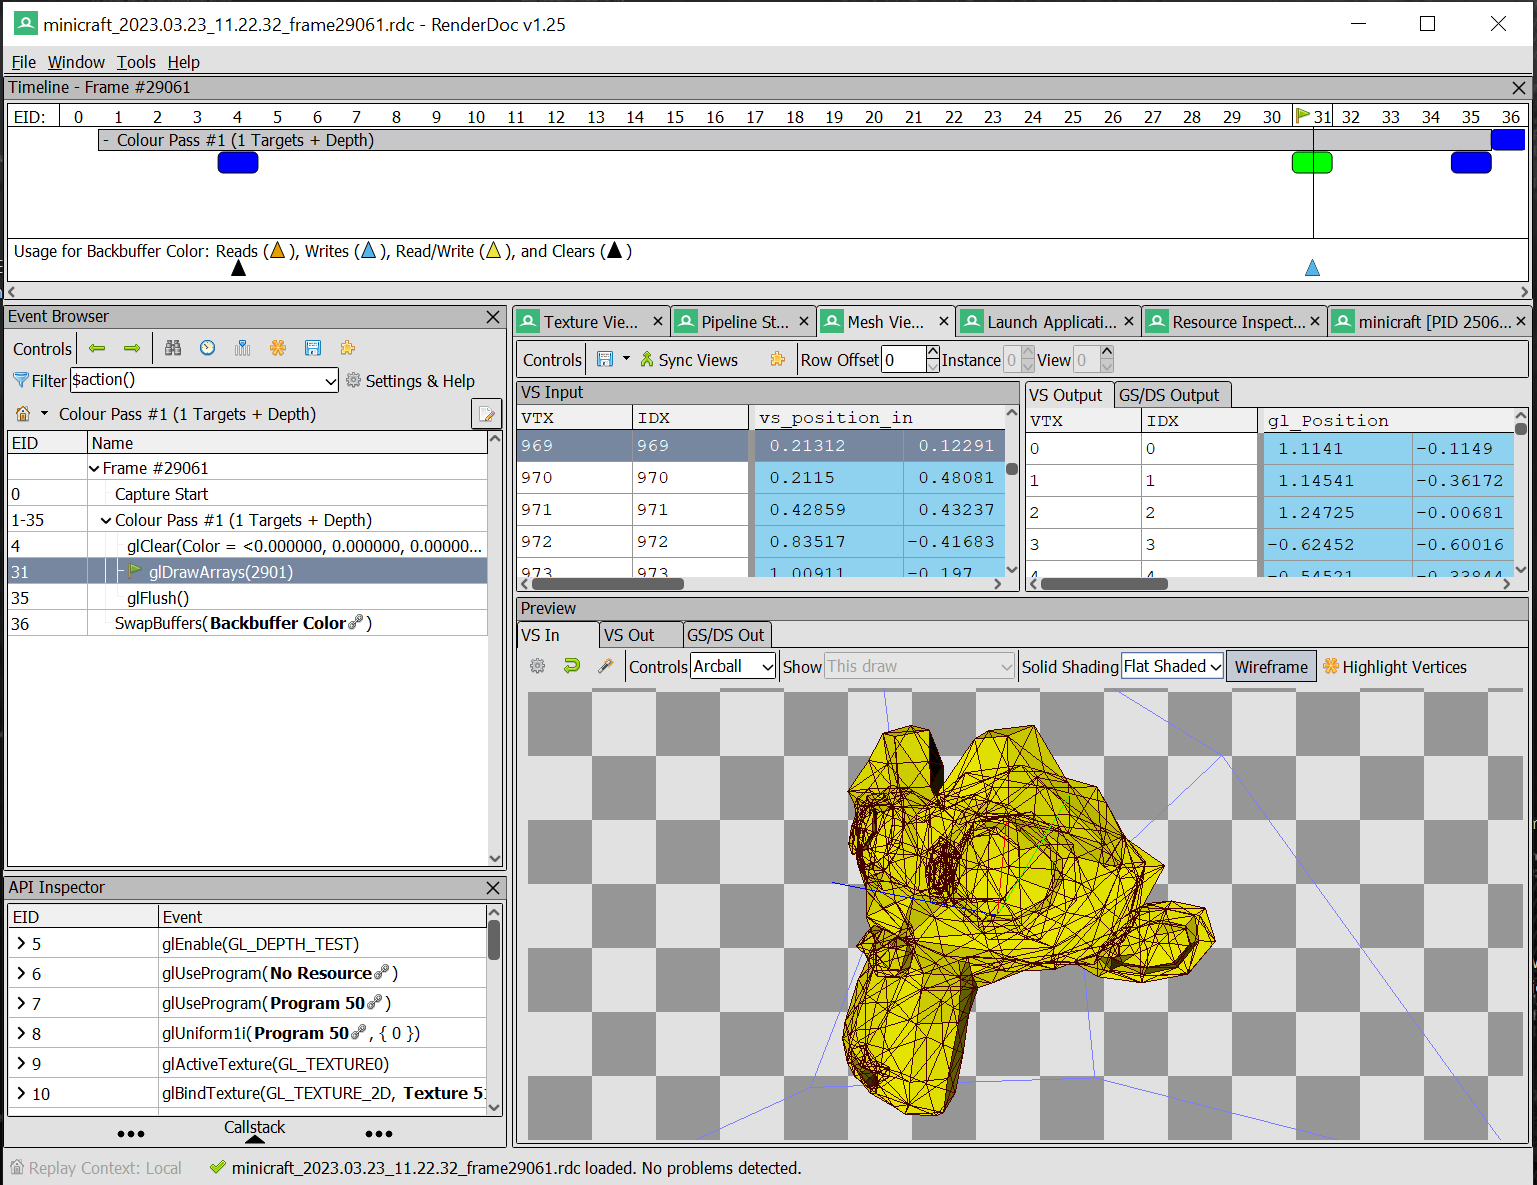 minicraft_2023.03.23_11.22.32_frame29061.rdc - RenderDoc v1.25
File Window Tools Help
Timeline - Frame #29061
EID: 0 1 2 3 4 5 6 7 8 9 10 11 12 13 14 15 16 17 18 19 20 21 22 23 24 25 26 27 28 29 30 31 32 33 34 35 36
- Colour Pass #1 (1 Targets + Depth)
Usage for Backbuffer Color: Reads ( ), Writes ( ), Read/Write ( ), and Clears ( )
Event Browser
Controls
Filter $action() Settings & Help
Colour Pass #1 (1 Targets + Depth)
EID Name
Frame #29061
0 Capture Start
1-35 Colour Pass #1 (1 Targets + Depth)
4 glClear(Color = <0.000000, 0.000000, 0.00000...
31 glDrawArrays(2901)
35 glFlush()
36 SwapBuffers(Backbuffer Color)
API Inspector
EID Event
5 glEnable(GL_DEPTH_TEST)
6 glUseProgram(No Resource)
7 glUseProgram(Program 50)
8 glUniform1i(Program 50, { 0 })
9 glActiveTexture(GL_TEXTURE0)
10 glBindTexture(GL_TEXTURE_2D, Texture 5
Callstack
Texture Vie... Pipeline St... Mesh Vie... Launch Applicati... Resource Inspect... minicraft [PID 2506...
Controls Sync Views Row Offset 0 Instance 0 View 0
VS Input
VTX IDX vs_position_in
969 969 0.21312 0.12291
970 970 0.2115 0.48081
971 971 0.42859 0.43237
972 972 0.83517 -0.41683
973 973 1.00911 -0.197
VS Output GS/DS Output
VTX IDX gl_Position
0 0 1.1141 -0.1149
1 1 1.14541 -0.36172
2 2 1.24725 -0.00681
3 3 -0.62452 -0.60016
4 4 -0.54521 -0.33844
Preview
VS In VS Out GS/DS Out
Controls Arcball Show This draw Solid Shading Flat Shaded Wireframe Highlight Vertices
Replay Context: Local minicraft_2023.03.23_11.22.32_frame29061.rdc loaded. No problems detected.